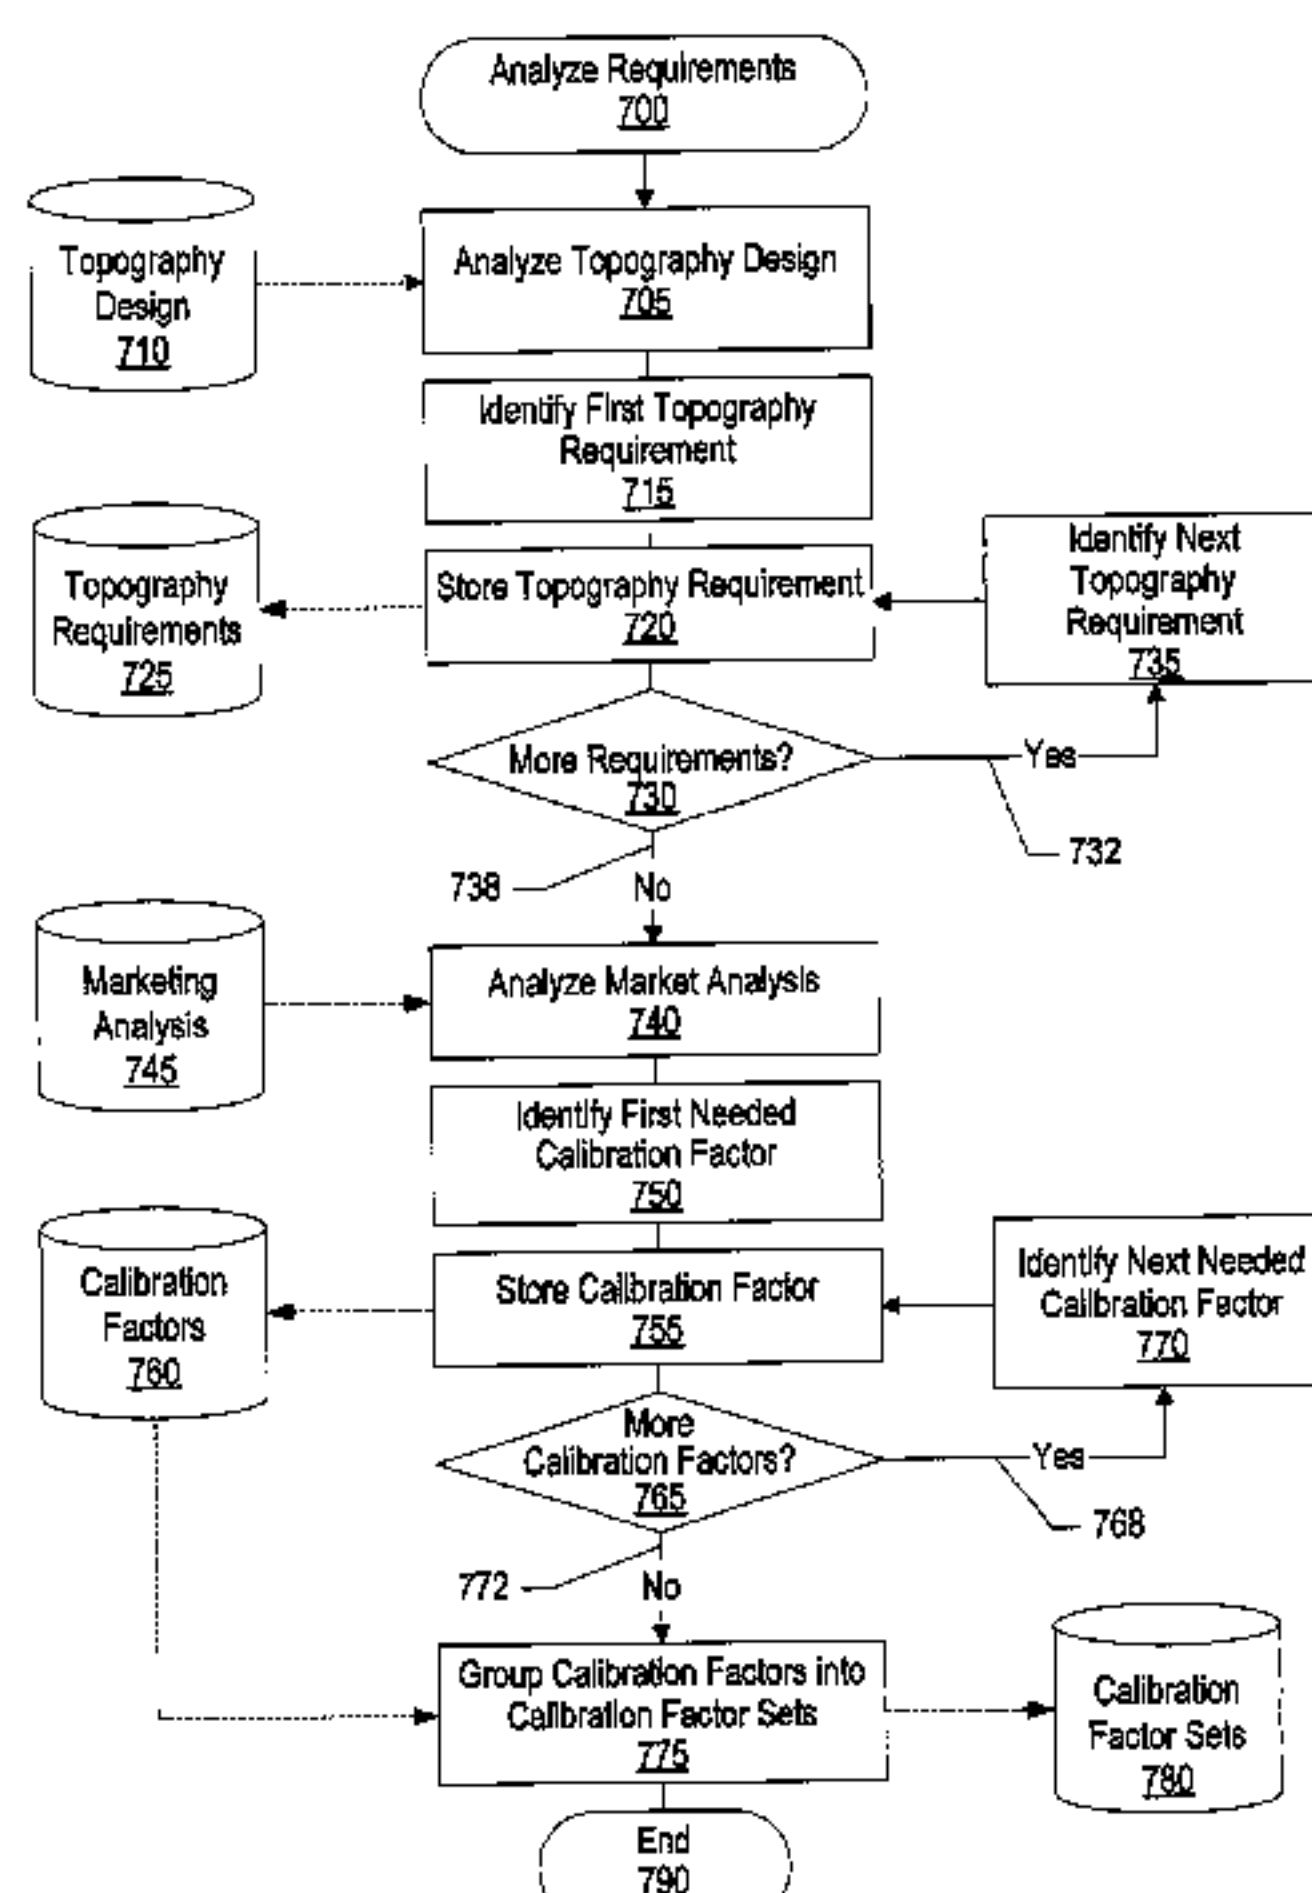 Analyze Requirements
700
Topography
Design
710
Analyze Topography Design
705
Identify First Topography
Requirement
715
Topography
Requirements
725
Store Topography Requirement
720
Identify Next
Topography
Requirement
735
More Requirements?
730
Yes
732
738
No
Marketing
Analysis
745
Analyze Market Analysis
740
Identify First Needed
Calibration Factor
750
Calibration
Factors
760
Store Calibration Factor
755
Identify Next Needed
Calibration Factor
770
More
Calibration Factors?
765
Yes
768
772
No
Group Calibration Factors into
Calibration Factor Sets
775
Calibration
Factor Sets
780
End
790